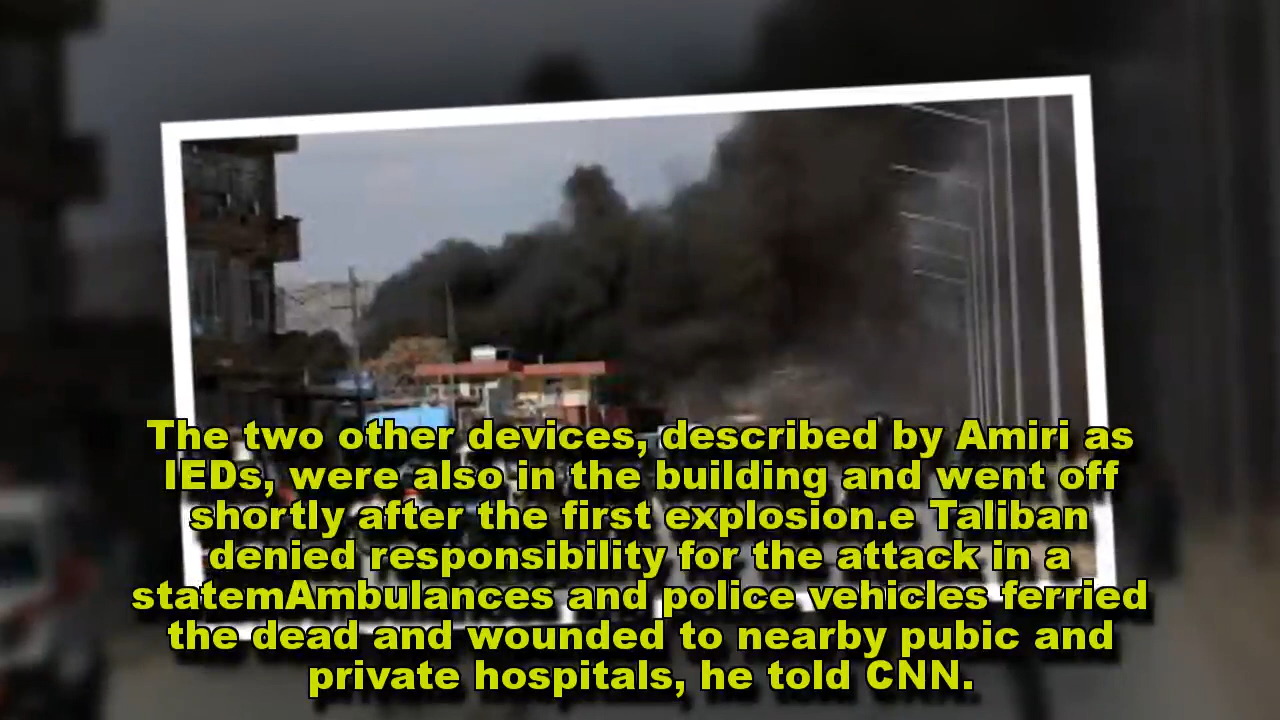 The two other devices, described by Amiri as
IEDs, were also in the building and went off
shortly after the first explosion.e Taliban
denied responsibility for the attack in a
statemAmbulances and police vehicles ferried
the dead and wounded to nearby pubic and
private hospitals, he told CNN.